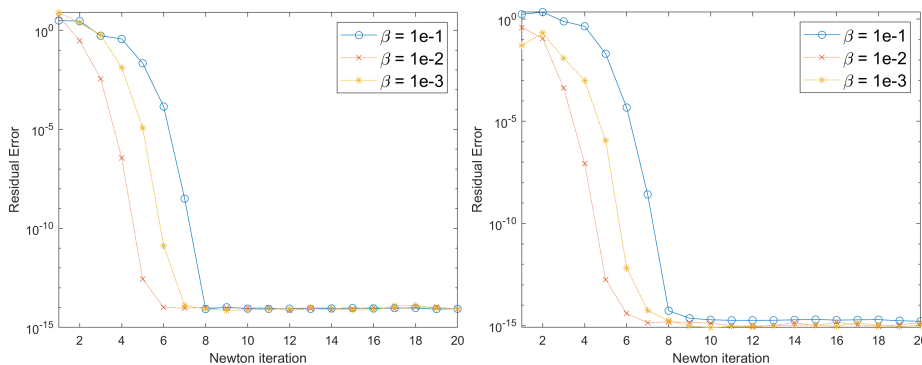 10^0
10^-5
10^-10
10^-15
Residual Error
2 4 6 8 10 12 14 16 18 20
Newton iteration
β = 1e-1
β = 1e-2
β = 1e-3
10^0
10^-5
10^-10
10^-15
Residual Error
2 4 6 8 10 12 14 16 18 20
Newton iteration
β = 1e-1
β = 1e-2
β = 1e-3